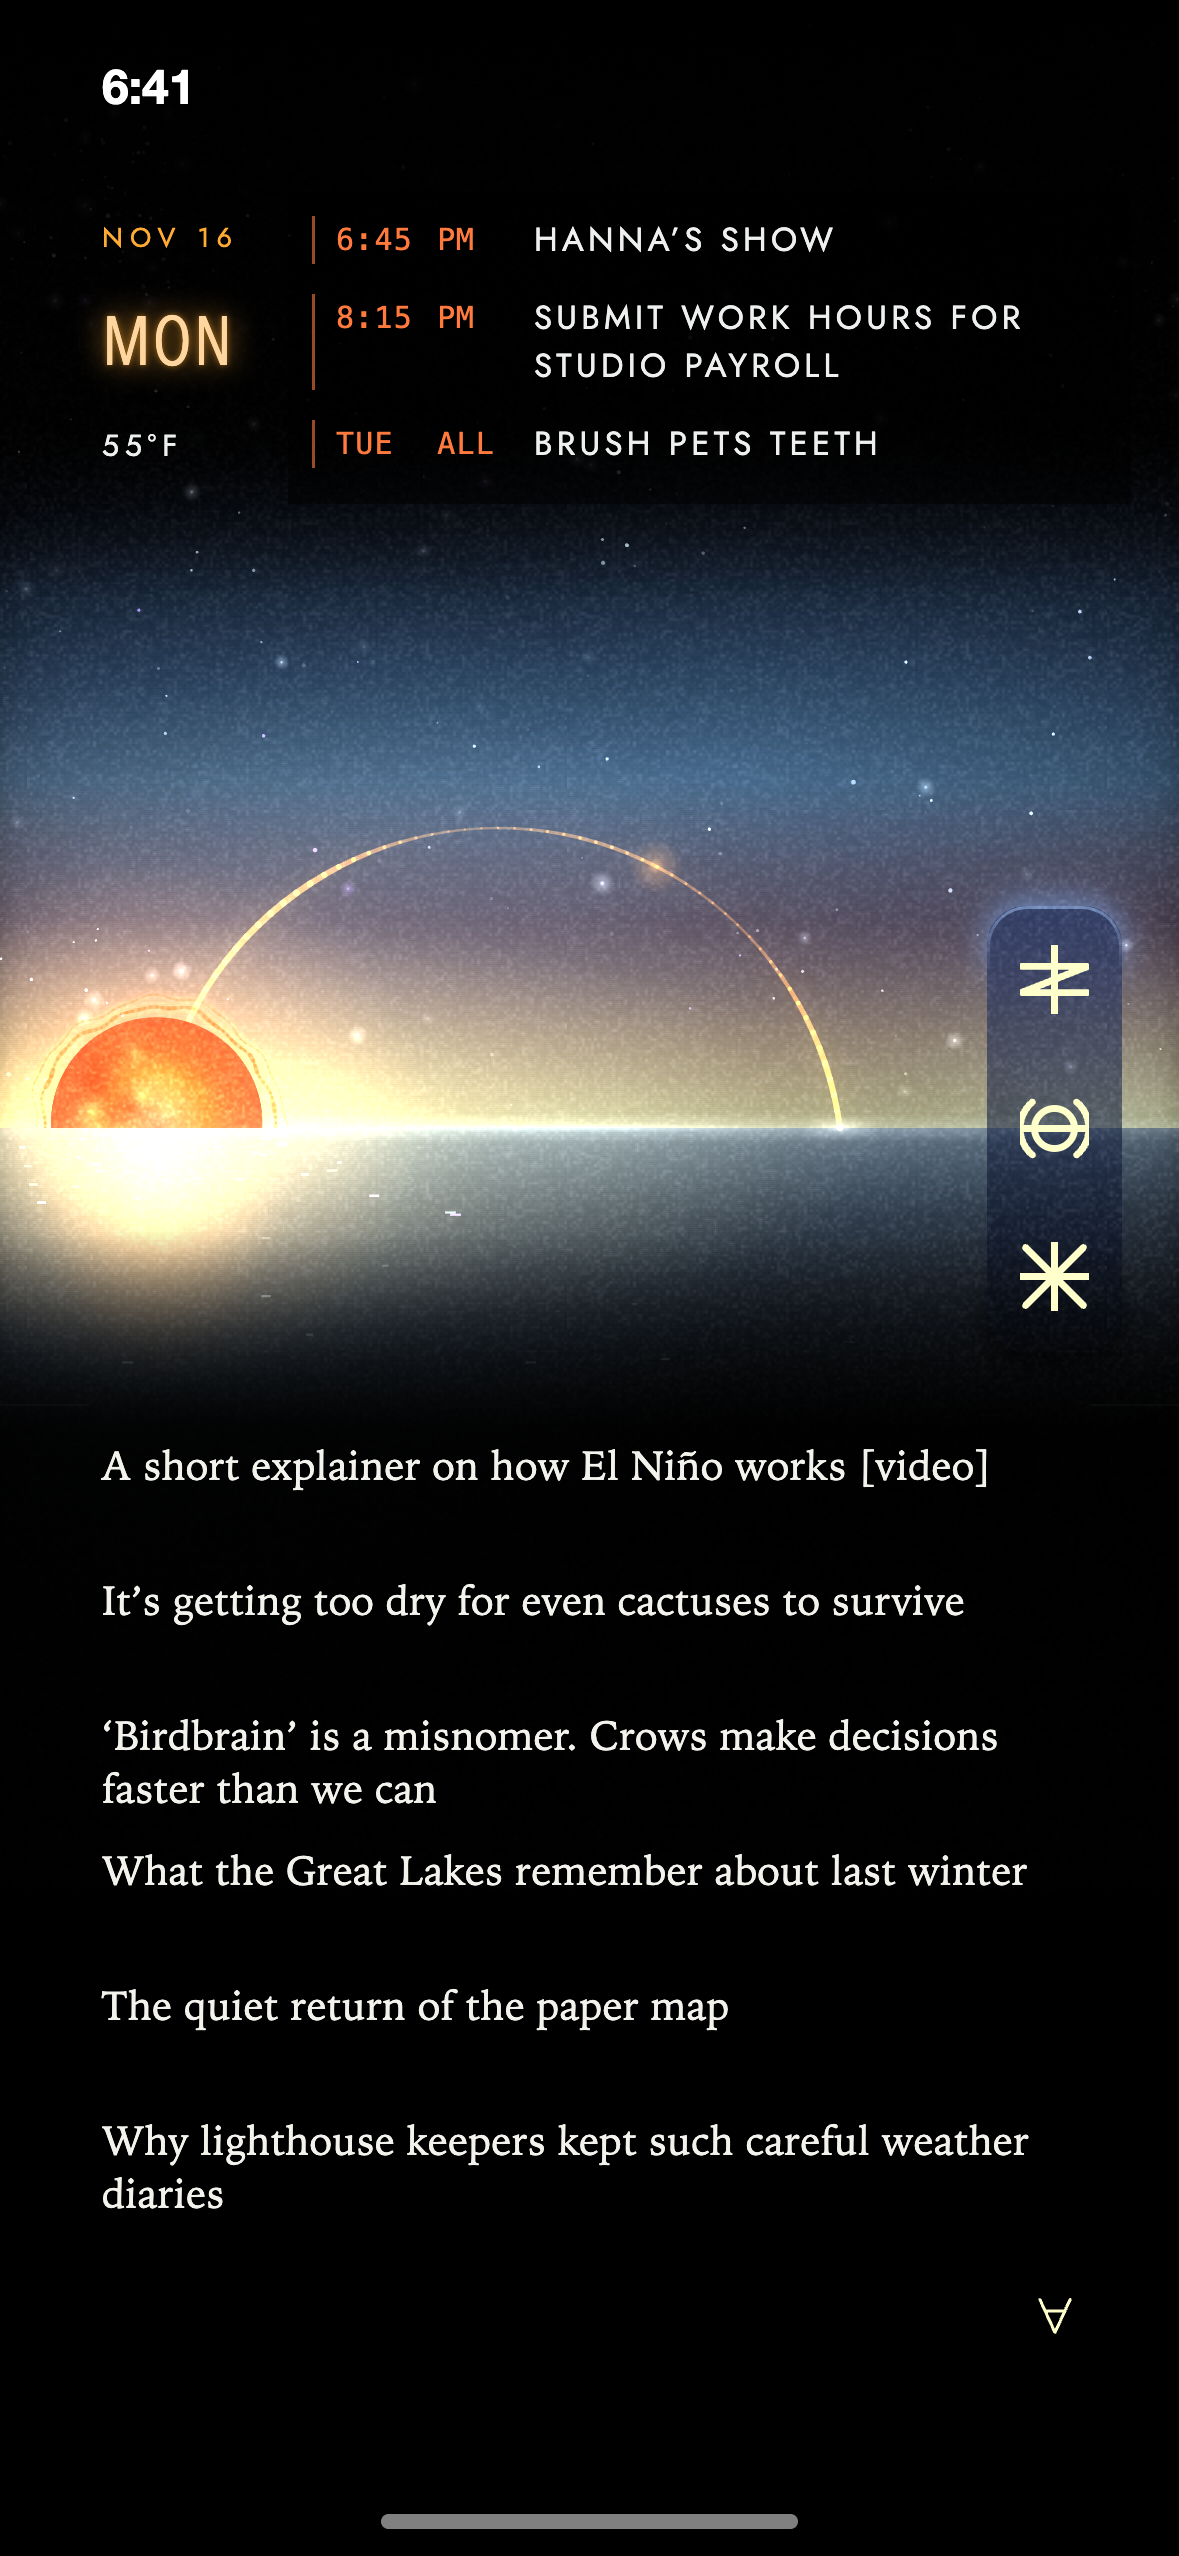 6:41
NOV 16
MON
55°F
6:45 PM HANNA’S SHOW
8:15 PM SUBMIT WORK HOURS FOR
STUDIO PAYROLL
TUE ALL BRUSH PETS TEETH
A short explainer on how El Niño works [video]
It’s getting too dry for even cactuses to survive
‘Birdbrain’ is a misnomer. Crows make decisions
faster than we can
What the Great Lakes remember about last winter
The quiet return of the paper map
Why lighthouse keepers kept such careful weather
diaries